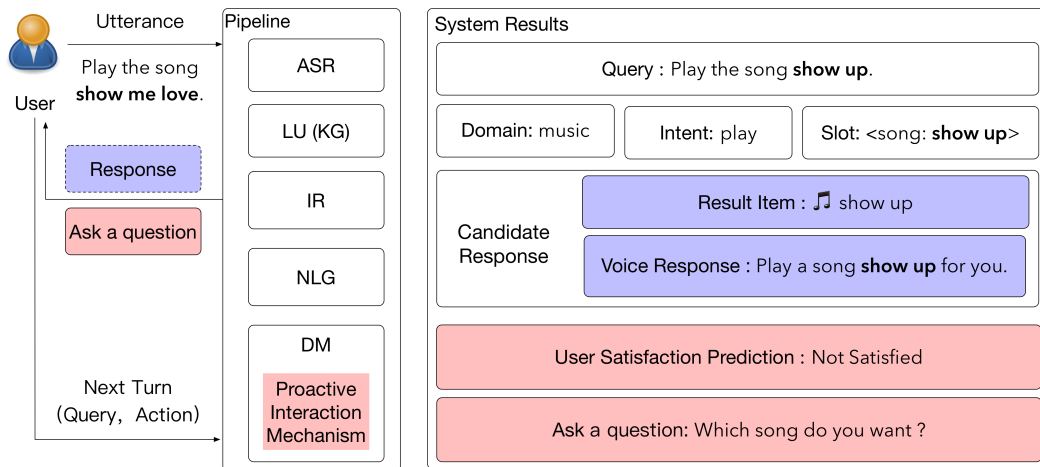 Utterance
Play the song
show me love.
User
Response
Ask a question
Next Turn
(Query, Action)
Pipeline
ASR
LU (KG)
IR
NLG
DM
Proactive
Interaction
Mechanism
System Results
Query : Play the song show up.
Domain: music
Intent: play
Slot: <song: show up>
Candidate
Response
Result Item : 🎵 show up
Voice Response : Play a song show up for you.
User Satisfaction Prediction : Not Satisfied
Ask a question: Which song do you want ?